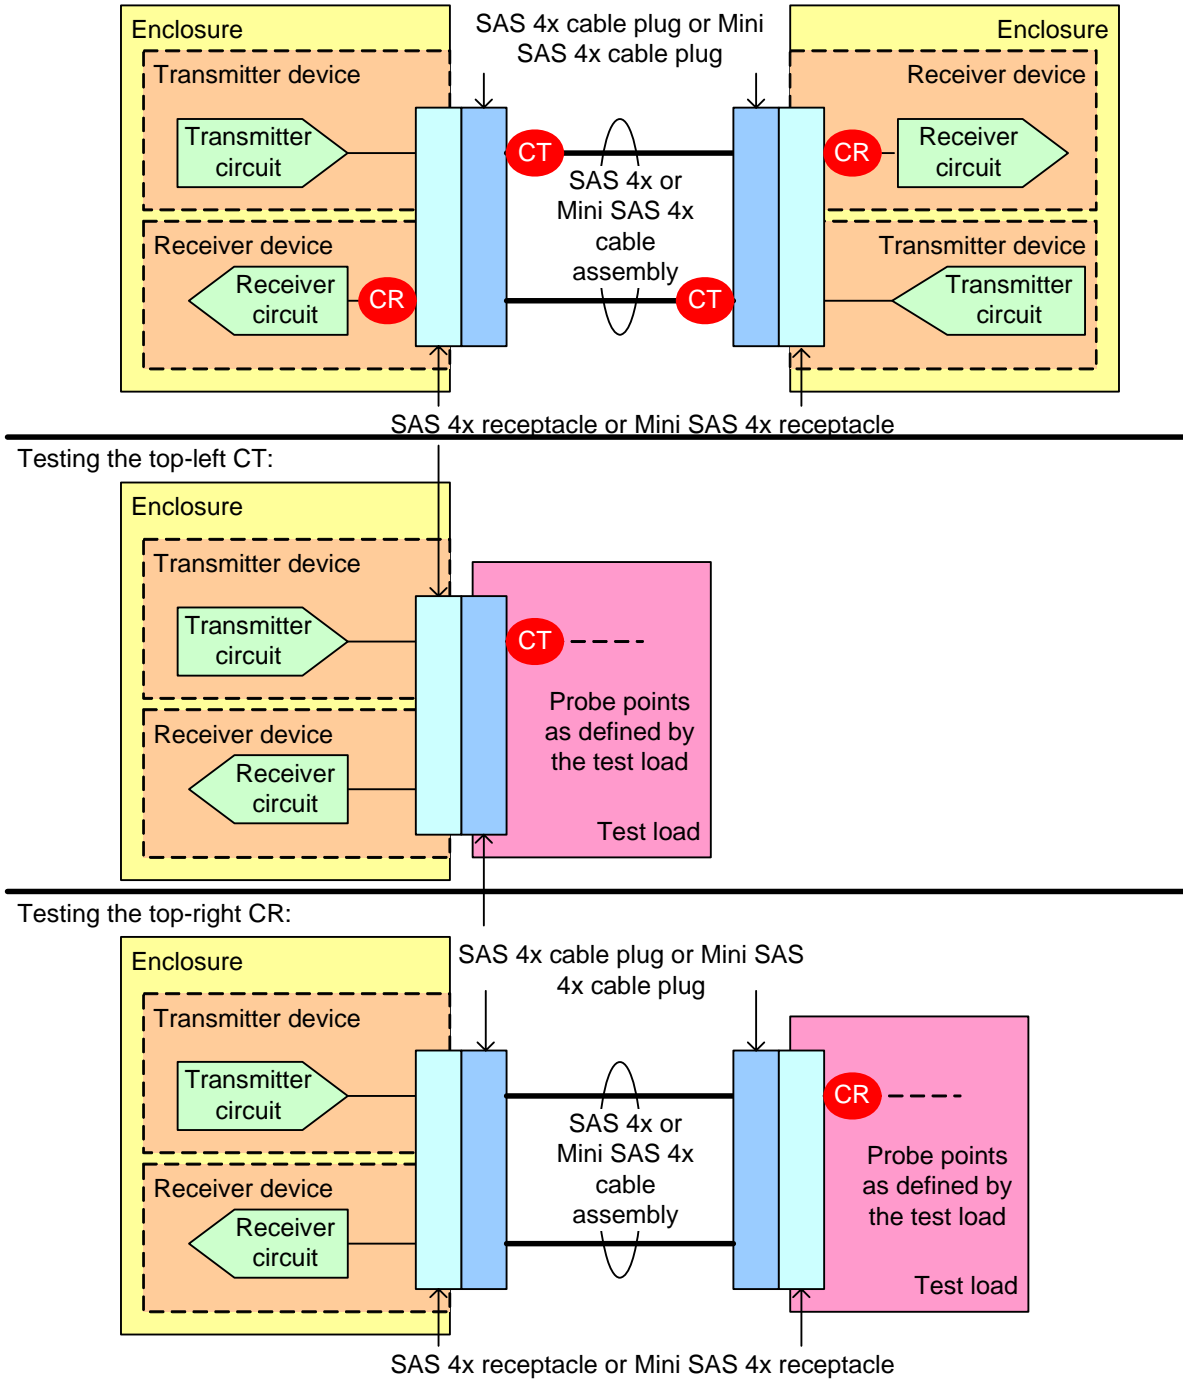 Enclosure
SAS 4x cable plug or Mini
SAS 4x cable plug
Enclosure
Transmitter device
Receiver device
Transmitter
circuit
CT
CR
Receiver
circuit
SAS 4x or
Mini SAS 4x
cable
assembly
Receiver device
Transmitter device
Receiver
circuit
CR
CT
Transmitter
circuit
SAS 4x receptacle or Mini SAS 4x receptacle
Testing the top-left CT:
Enclosure
Transmitter device
Transmitter
circuit
CT
Probe points
as defined by
the test load
Receiver device
Receiver
circuit
Test load
Testing the top-right CR:
Enclosure
SAS 4x cable plug or Mini SAS
4x cable plug
Transmitter device
Transmitter
circuit
CR
SAS 4x or
Mini SAS 4x
cable
assembly
Probe points
as defined by
the test load
Receiver device
Receiver
circuit
Test load
SAS 4x receptacle or Mini SAS 4x receptacle